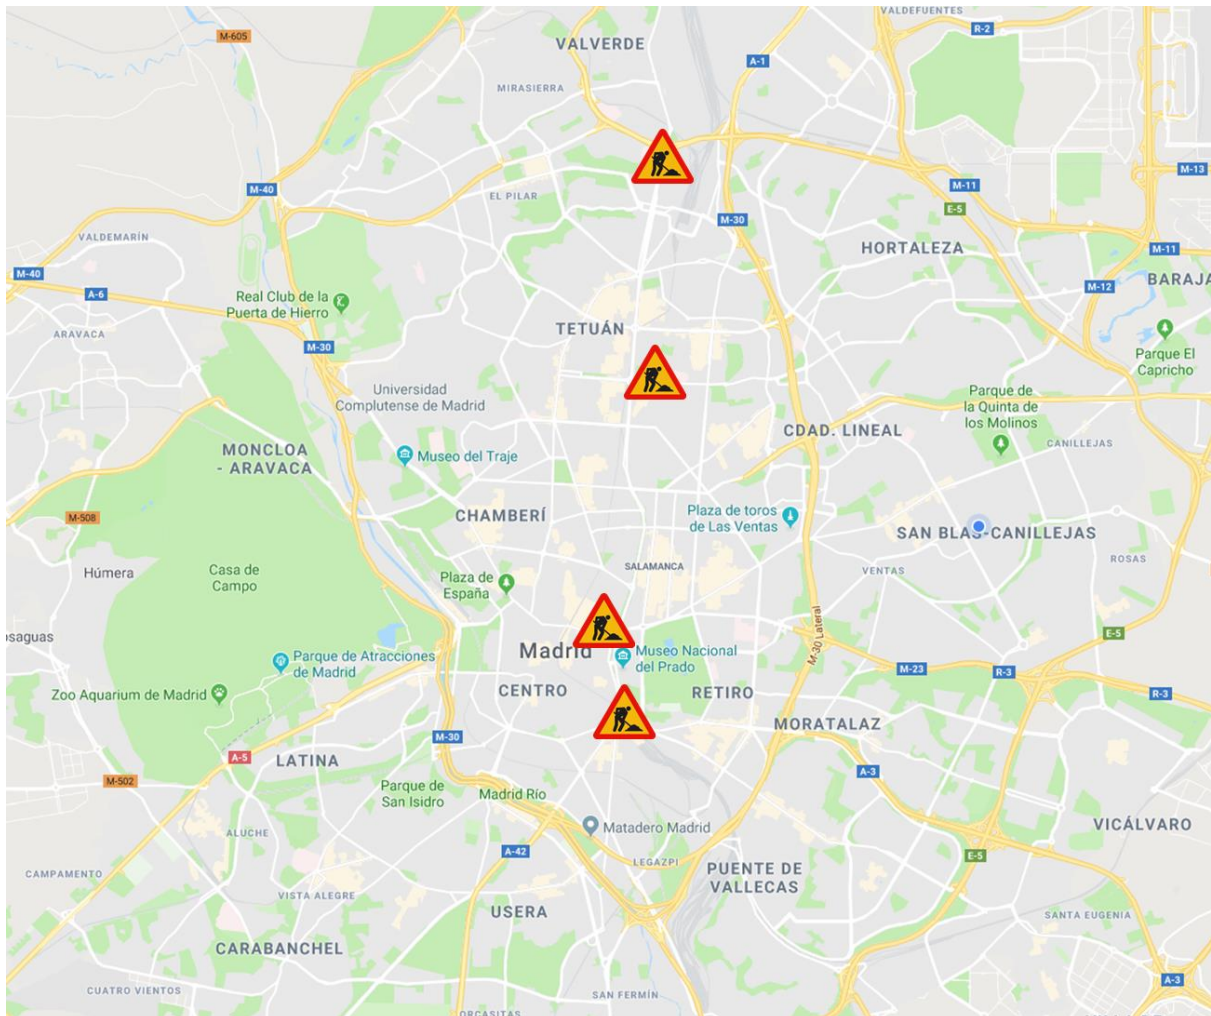 VALDEFUENTES
R-2
M-605
VALVERDE
A-1
MIRASIERRA
M-13
M-11
M-40
EL PILAR
E-5
M-30
VALDEMARÍN
HORTALEZA
M-11
M-40
A-6
M-12
BARAJA
Real Club de la
Puerta de Hierro
TETUÁN
ARAVACA
M-30
Parque El
Capricho
Universidad
Complutense de Madrid
Parque de
la Quinta de
los Molinos
CDAD. LINEAL
CANILLEJAS
MONCLOA
- ARAVACA
Museo del Traje
M-508
CHAMBERÍ
Plaza de toros
de Las Ventas
SAN BLAS-CANILLEJAS
ROSAS
Húmera
Casa de
Campo
Plaza de
España
SALAMANCA
VENTAS
osaguas
M-30 Lateral
E-5
Parque de Atracciones
de Madrid
Madrid
Museo Nacional
del Prado
M-23
R-3
R-3
Zoo Aquarium de Madrid
CENTRO
RETIRO
MORATALAZ
M-30
A-5
LATINA
A-3
M-502
Parque de
San Isidro
Madrid Río
Matadero Madrid
VICÁLVARO
ALUCHE
A-42
LEGAZPI
E-5
CAMPAMENTO
PUENTE DE
VALLECAS
VISTA ALEGRE
USERA
SANTA EUGENIA
CARABANCHEL
A-3
CUATRO VIENTOS
SAN FERMÍN
ORCASITAS